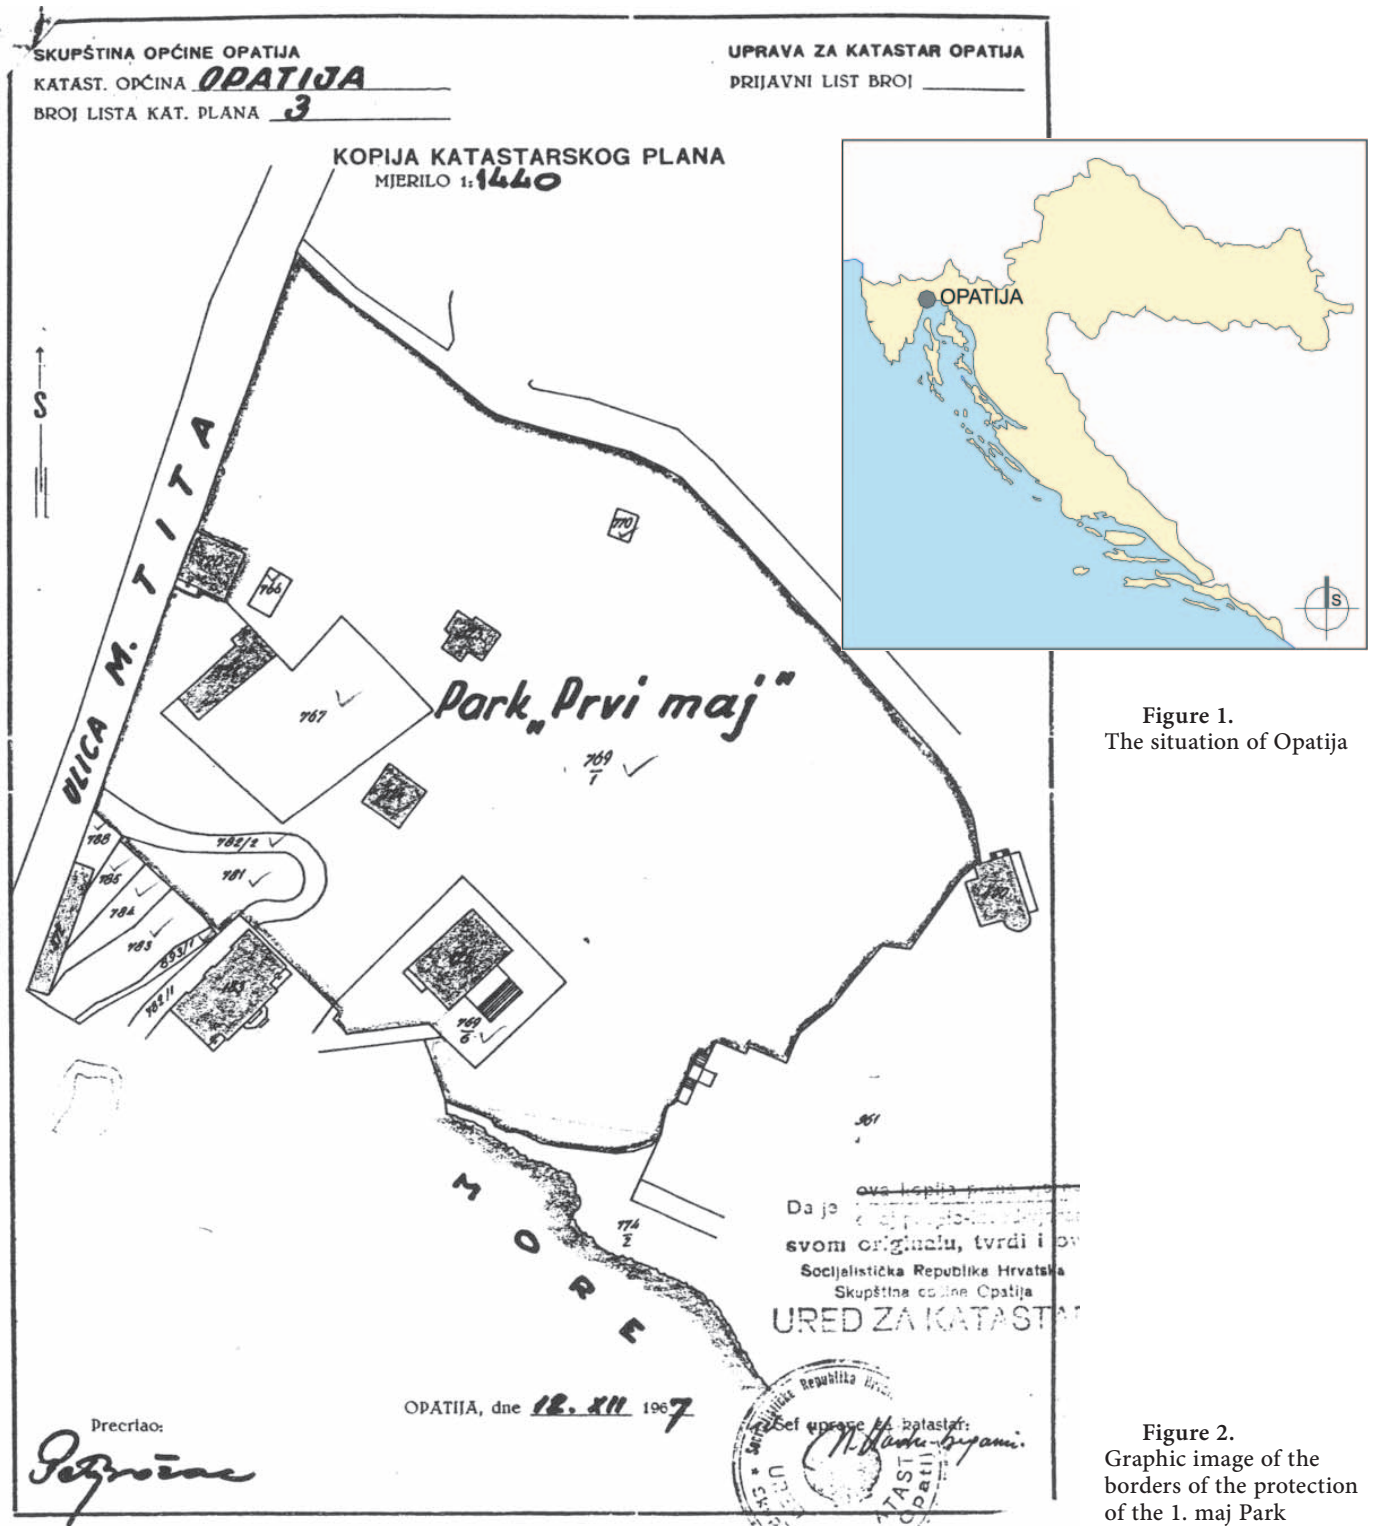 SKUPŠTINA OPĆINE OPATIJA
KATAST. OPĆINA OPATIJA
BROJ LISTA KAT. PLANA 3
UPRAVA ZA KATASTAR OPATIJA
PRIJAVNI LIST BROJ
KOPIJA KATASTARSKOG PLANA
MJERILO 1:1440
OPATIJA
S
S
ULICA M. TITA
770
766
767
Park „Prvi maj"
769
1
788
785
784
783
782/2
781
893/1
782/1
183
769
6
961
774
2
MORE
Da je
svom originalu, tvrdi i
Socijalistička Republika Hrvatska
Skupština općine Opatija
URED ZA KATASTAR
OPATIJA, dne 12. XII 1967
Precrtao:
Šef uprave za katastar:
Figure 1.
The situation of Opatija
Figure 2.
Graphic image of the
borders of the protection
of the 1. maj Park